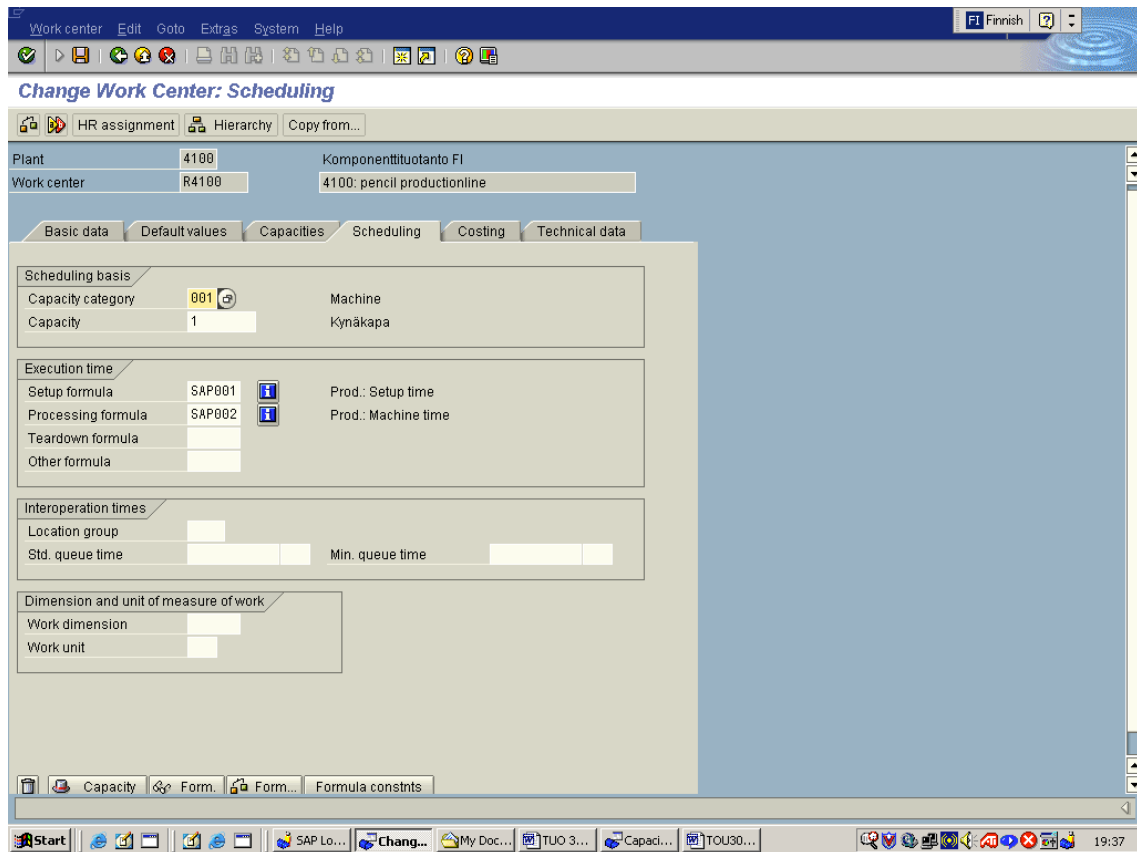 Work center Edit Goto Extras System Help
FI Finnish
Change Work Center: Scheduling
HR assignment Hierarchy Copy from...
Plant 4100 Komponenttituotanto FI
Work center R4100 4100: pencil productionline
Basic data Default values Capacities Scheduling Costing Technical data
Scheduling basis
Capacity category 001 Machine
Capacity 1 Kynäkapa
Execution time
Setup formula SAP001 Prod.: Setup time
Processing formula SAP002 Prod.: Machine time
Teardown formula
Other formula
Interoperation times
Location group
Std. queue time Min. queue time
Dimension and unit of measure of work
Work dimension
Work unit
Capacity Form. Form... Formula constnts
Start SAP Lo... Chang... My Doc... TUO 3... Capaci... TOU30... 19:37